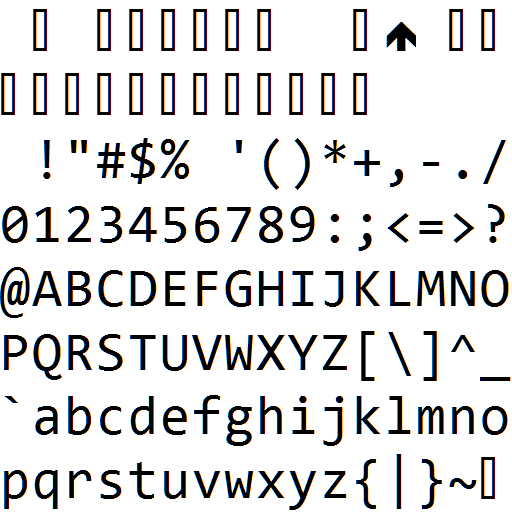 ▯ ▯▯▯▯▯▯ ▯🡹 ▯▯
▯▯▯▯▯▯▯▯▯▯▯▯
!"#$% '()*+,-./
0123456789:;<=>?
@ABCDEFGHIJKLMNO
PQRSTUVWXYZ[\]^_
`abcdefghijklmno
pqrstuvwxyz{|}~▯